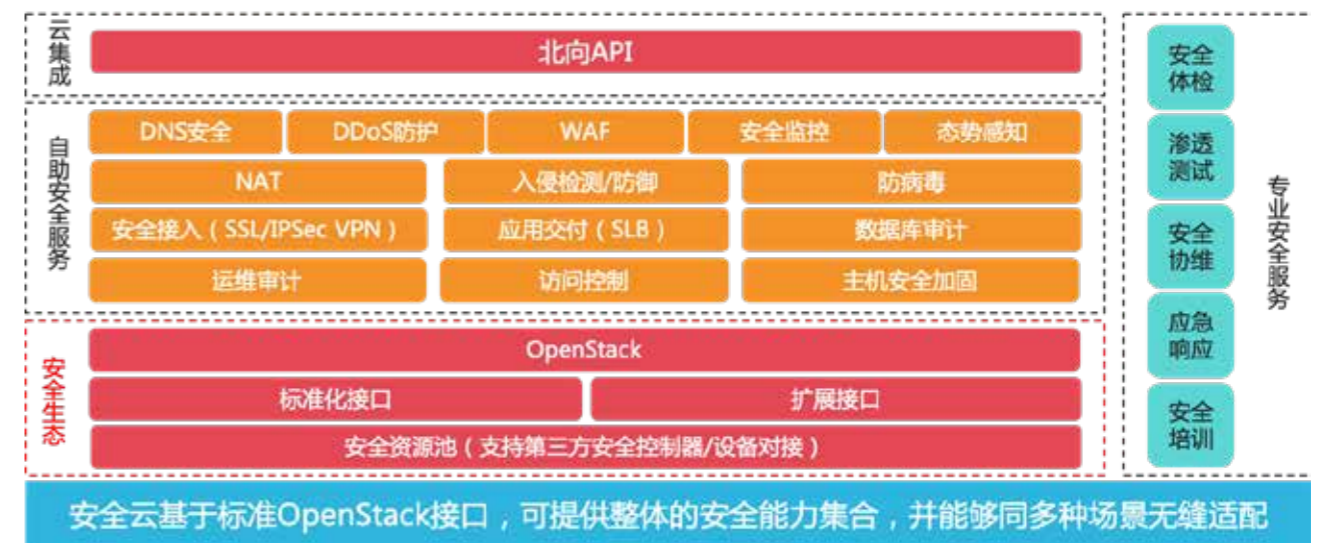 云集成
北向API
自助安全服务
DNS安全
DDoS防护
WAF
安全监控
态势感知
NAT
入侵检测/防御
防病毒
安全接入（SSL/IPSec VPN）
应用交付（SLB）
数据库审计
运维审计
访问控制
主机安全加固
安全生态
OpenStack
标准化接口
扩展接口
安全资源池（支持第三方安全控制器/设备对接）
安全
体检
渗透
测试
安全
协维
应急
响应
安全
培训
专业安全服务
安全云基于标准OpenStack接口，可提供整体的安全能力集合，并能够同多种场景无缝适配